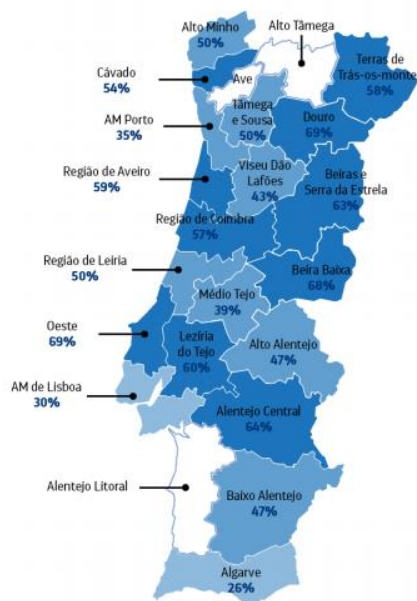 Alto Minho
50%
Alto Tâmega
Terras de
Trás-os-monte
58%
Cávado
54%
Ave
AM Porto
35%
Tâmega
e Sousa
50%
Douro
69%
Região de Aveiro
59%
Viseu Dão
Lafões
43%
Beiras e
Serra da Estrela
63%
Região de Coimbra
57%
Região de Leiria
50%
Beira Baixa
68%
Médio Tejo
39%
Oeste
69%
Lezíria
do Tejo
60%
Alto Alentejo
47%
AM de Lisboa
30%
Alentejo Central
64%
Alentejo Litoral
Baixo Alentejo
47%
Algarve
26%